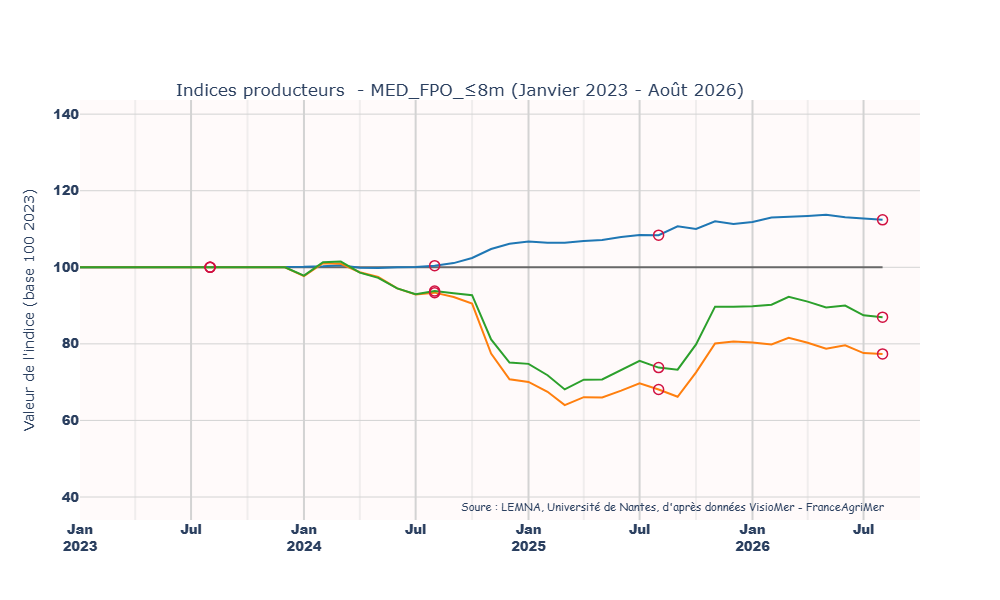 Indices producteurs  - MED_FPO_≤8m (Janvier 2023 - Août 2026)
Valeur de l'indice (base 100 2023)
140
120
100
80
60
40
Soure : LEMNA, Université de Nantes, d'après données VisioMer - FranceAgriMer
Jan Jul Jan Jul Jan Jul Jan Jul
2023 2024 2025 2026